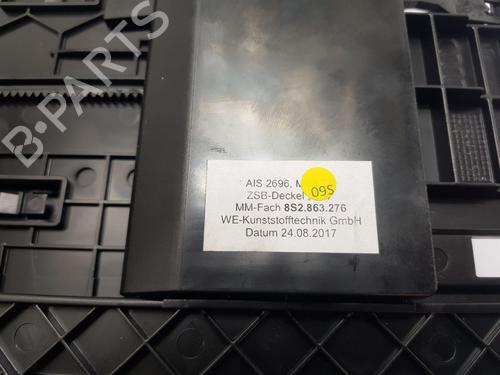 B-PARTS
AIS 2696,
095
ZSB-Deckel
MM-Fach 8S2.863.276
WE-Kunststofftechnik GmbH
Datum 24.08.2017